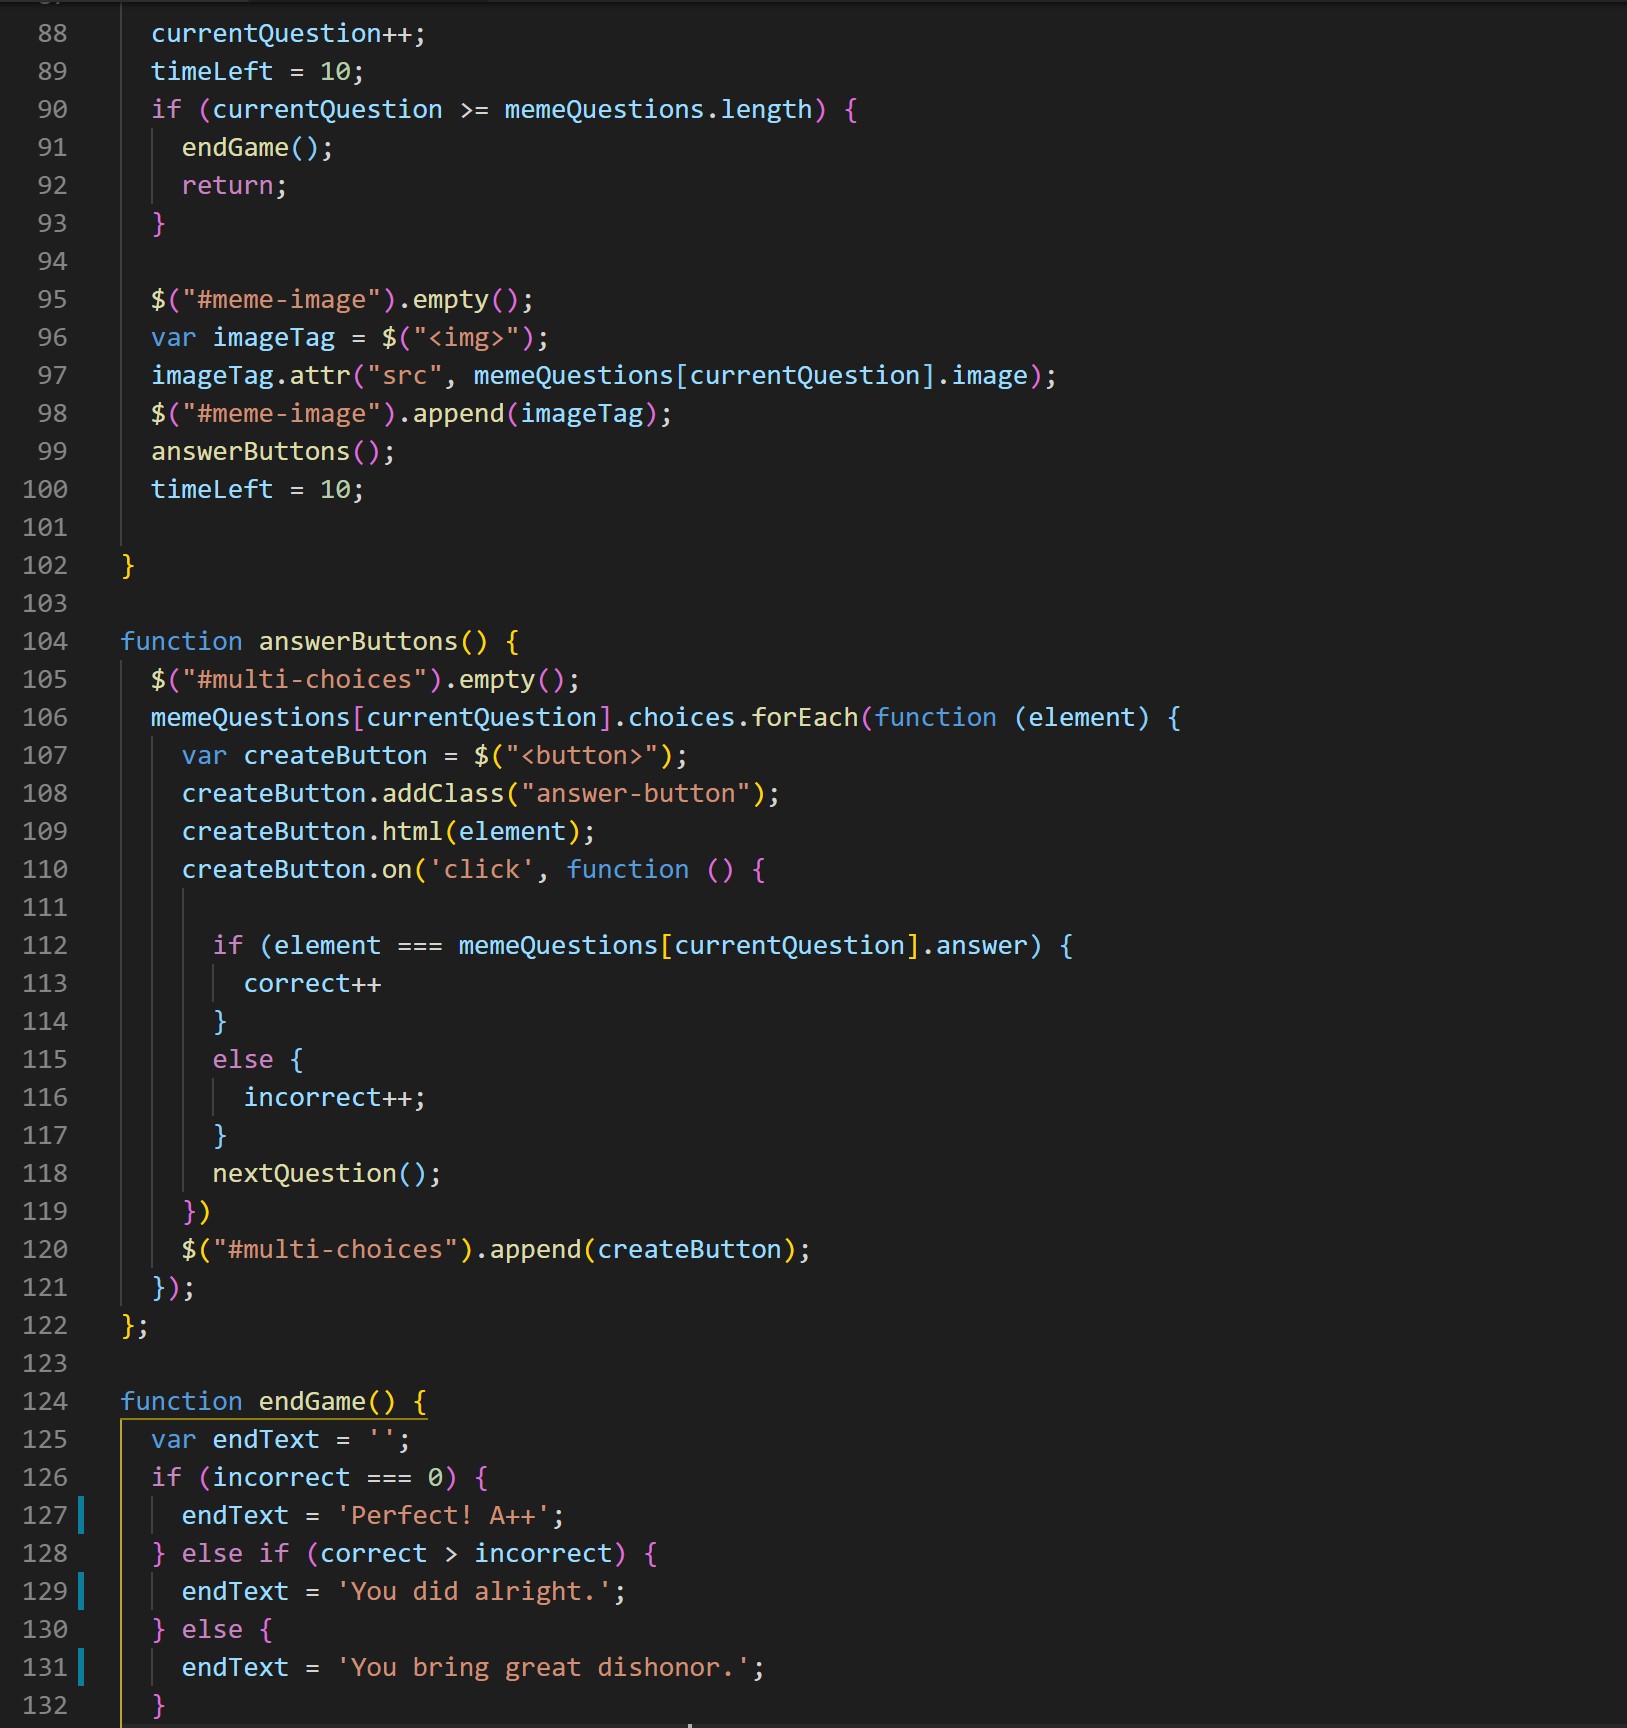 88 currentQuestion++;
89 timeLeft = 10;
90 if (currentQuestion >= memeQuestions.length) {
91 endGame();
92 return;
93 }
94
95 $("#meme-image").empty();
96 var imageTag = $("<img>");
97 imageTag.attr("src", memeQuestions[currentQuestion].image);
98 $("#meme-image").append(imageTag);
99 answerButtons();
100 timeLeft = 10;
101
102 }
103
104 function answerButtons() {
105 $("#multi-choices").empty();
106 memeQuestions[currentQuestion].choices.forEach(function (element) {
107 var createButton = $("<button>");
108 createButton.addClass("answer-button");
109 createButton.html(element);
110 createButton.on('click', function () {
111
112 if (element === memeQuestions[currentQuestion].answer) {
113 correct++
114 }
115 else {
116 incorrect++;
117 }
118 nextQuestion();
119 })
120 $("#multi-choices").append(createButton);
121 });
122 };
123
124 function endGame() {
125 var endText = '';
126 if (incorrect === 0) {
127 endText = 'Perfect! A++';
128 } else if (correct > incorrect) {
129 endText = 'You did alright.';
130 } else {
131 endText = 'You bring great dishonor.';
132 }